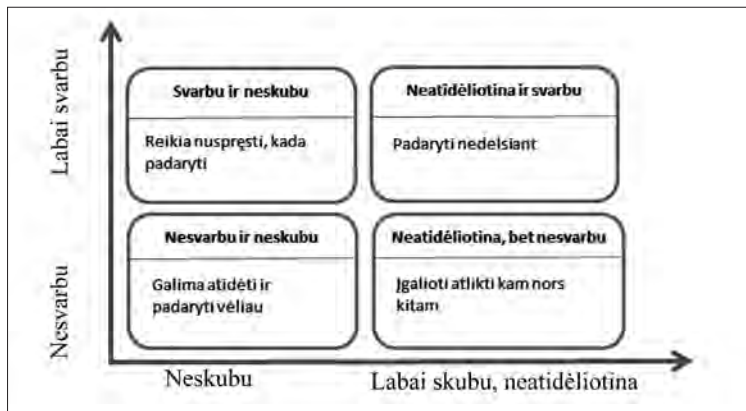 Labai svarbu
Svarbu ir neskubu
Reikia nuspręsti, kada
padaryti
Neatidėliotina ir svarbu
Padaryti nedelsiant
Nesvarbu
Nesvarbu ir neskubu
Galima atidėti ir
padaryti vėliau
Neatidėliotina, bet nesvarbu
Įgalioti atlikti kam nors
kitam
Neskubu
Labai skubu, neatidėliotina